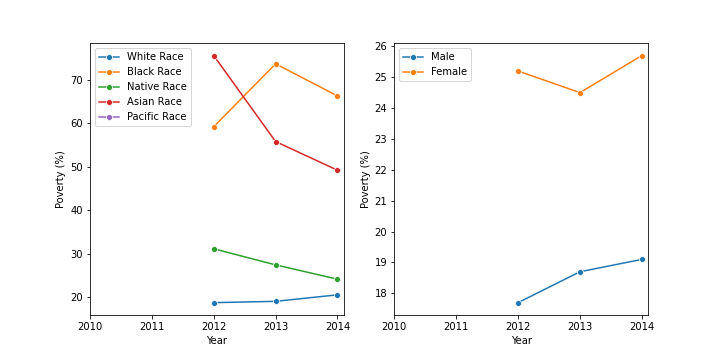 White Race
Black Race
Native Race
Asian Race
Pacific Race
70
60
50
40
30
20
Poverty (%)
2010 2011 2012 2013 2014
Year
Male
Female
26
25
24
23
22
21
20
19
18
Poverty (%)
2010 2011 2012 2013 2014
Year